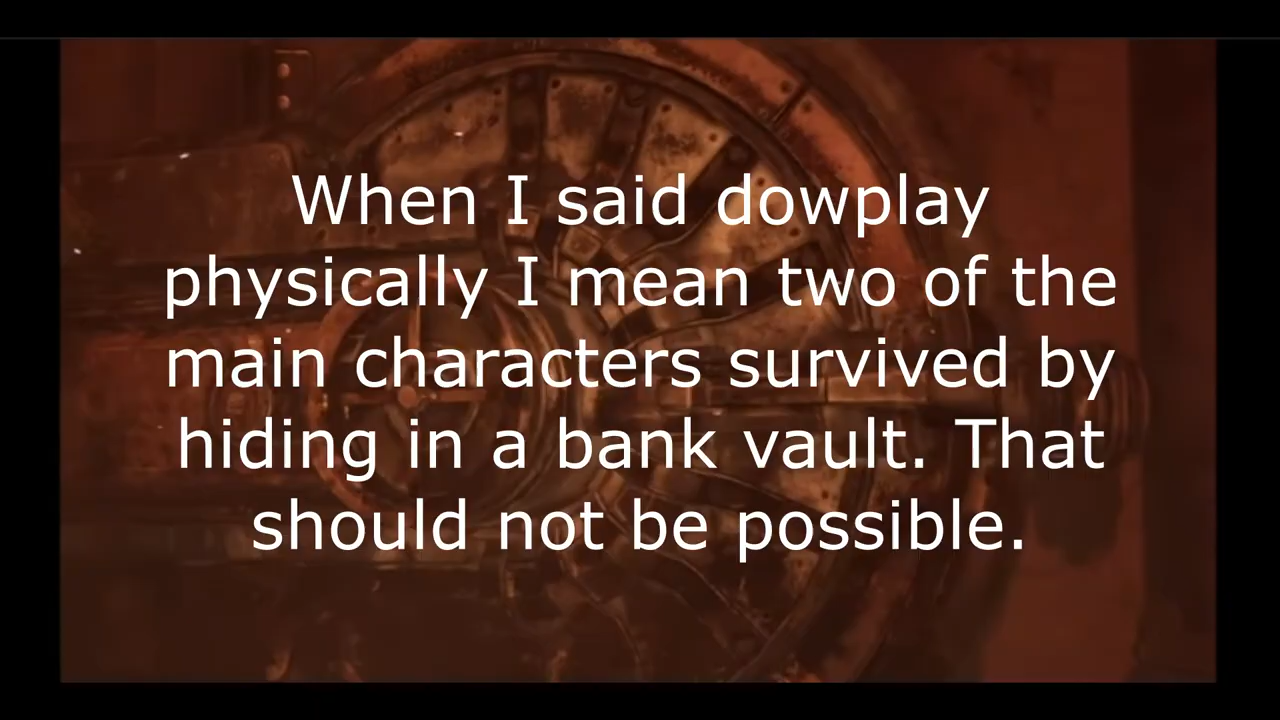 When I said dowplay
physically I mean two of the
main characters survived by
hiding in a bank vault. That
should not be possible.